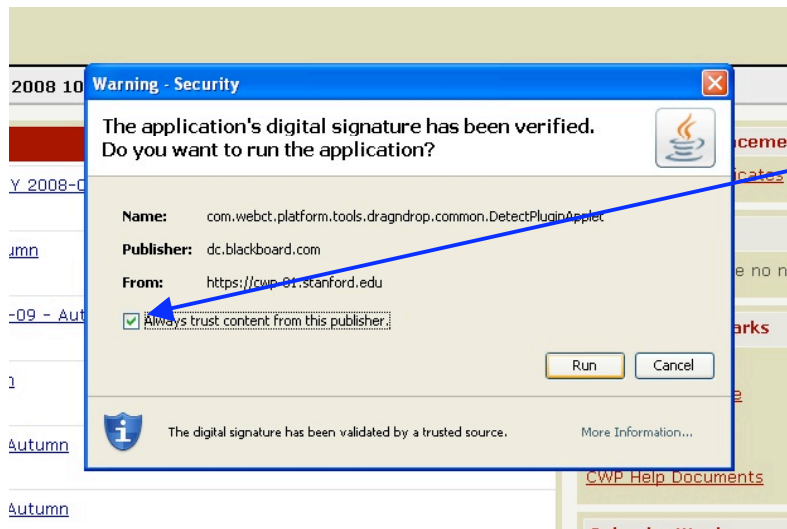 2008 10
Warning - Security
The application's digital signature has been verified.
Do you want to run the application?
Name: com.webct.platform.tools.dragndrop.common.DetectPluginApplet
Publisher: dc.blackboard.com
From: https://cwp-01.stanford.edu
Always trust content from this publisher.
Run Cancel
The digital signature has been validated by a trusted source. More Information...
Y 2008-
umn
-09 - Aut
Autumn
Autumn
ceme
icates
e no n
arks
CWP Help Documents